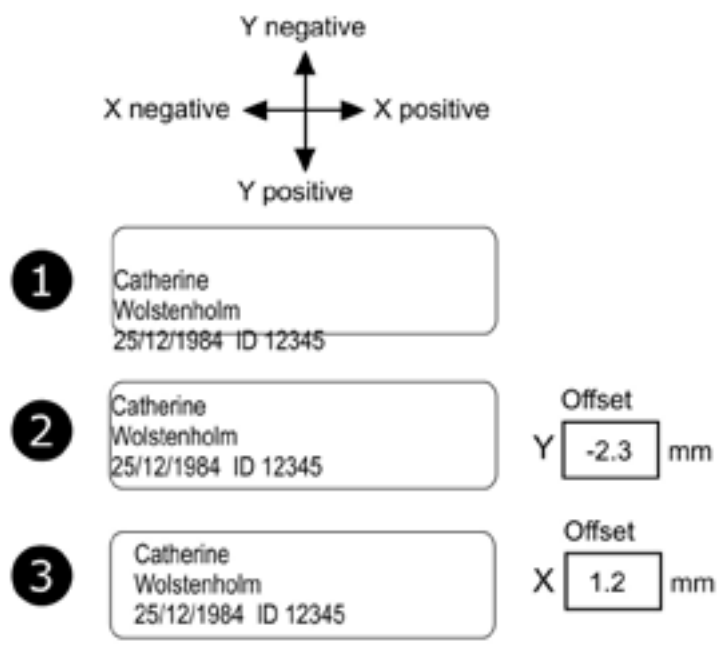 Y negative
X negative X positive
Y positive
1
Catherine
Wolstenholm
25/12/1984 ID 12345
2
Catherine
Wolstenholm
25/12/1984 ID 12345
Offset
Y -2.3 mm
3
Catherine
Wolstenholm
25/12/1984 ID 12345
Offset
X 1.2 mm